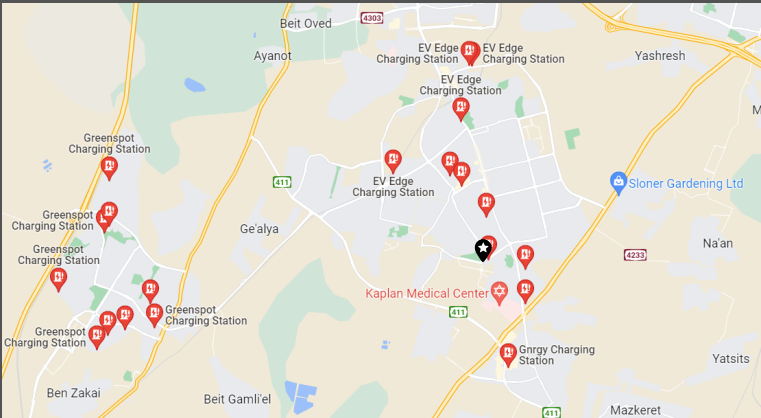 Beit Oved
4303
Ayanot
EV Edge
Charging Station
EV Edge
Charging Station
Yashresh
EV Edge
Charging Station
M
Greenspot
Charging Station
EV Edge
Charging Station
411
Sloner Gardening Ltd
Greenspot
Charging Station
Ge'alya
Na'an
4233
Greenspot
Charging Station
Kaplan Medical Center
411
Greenspot
Charging Station
Greenspot
Charging Station
Gnrgy Charging
Station
Yatsits
Ben Zakai
Beit Gamli'el
411
Mazkeret